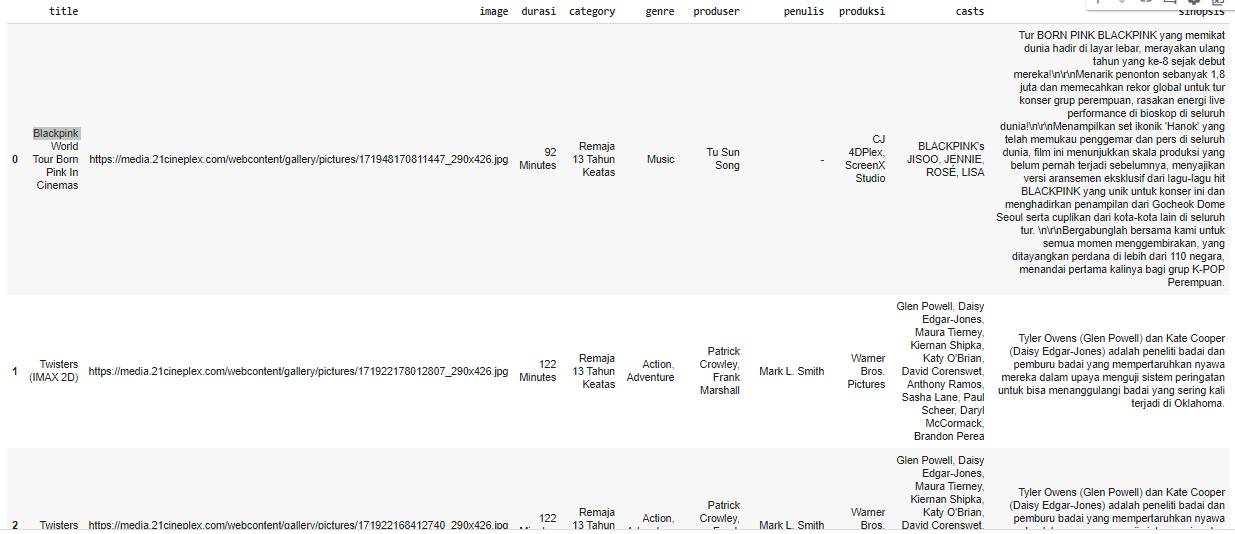 title image durasi category genre produser penulis produksi casts sinopsis
0
Blackpink
World
Tour Born
Pink In
Cinemas
https://media.21cineplex.com/webcontent/gallery/pictures/171948170811447_290x426.jpg
92
Minutes
Remaja
13 Tahun
Keatas
Music
Tu Sun
Song
-
CJ
4DPlex,
ScreenX
Studio
BLACKPINK's
JISOO, JENNIE,
ROSÉ, LISA
Tur BORN PINK BLACKPINK yang memikat
dunia hadir di layar lebar, merayakan ulang
tahun yang ke-8 sejak debut
mereka!\n\r\nMenarik penonton sebanyak 1,8
juta dan memecahkan rekor global untuk tur
konser grup perempuan, rasakan energi live
performance di bioskop di seluruh
dunia!\n\r\nMenampilkan set ikonik 'Hanok' yang
telah memukau penggemar dan pers di seluruh
dunia, film ini menunjukkan skala produksi yang
belum pernah terjadi sebelumnya, menyajikan
versi aransemen eksklusif dari lagu-lagu hit
BLACKPINK yang unik untuk konser ini dan
menghadirkan penampilan dari Gocheok Dome
Seoul serta cuplikan dari kota-kota lain di seluruh
tur. \n\r\nBergabunglah bersama kami untuk
semua momen menggembirakan, yang
ditayangkan perdana di lebih dari 110 negara,
menandai pertama kalinya bagi grup K-POP
Perempuan.
1
Twisters
(IMAX 2D)
https://media.21cineplex.com/webcontent/gallery/pictures/171922178012807_290x426.jpg
122
Minutes
Remaja
13 Tahun
Keatas
Action,
Adventure
Patrick
Crowley,
Frank
Marshall
Mark L. Smith
Warner
Bros.
Pictures
Glen Powell, Daisy
Edgar-Jones,
Maura Tierney,
Kiernan Shipka,
Katy O'Brian,
David Corenswet,
Anthony Ramos,
Sasha Lane, Paul
Scheer, Daryl
McCormack,
Brandon Perea
Tyler Owens (Glen Powell) dan Kate Cooper
(Daisy Edgar-Jones) adalah peneliti badai dan
pemburu badai yang mempertaruhkan nyawa
mereka dalam upaya menguji sistem peringatan
untuk bisa menanggulangi badai yang sering kali
terjadi di Oklahoma.
2
Twisters
https://media.21cineplex.com/webcontent/gallery/pictures/171922168412740_290x426.jpg
122
Remaja
13 Tahun
Action,
Patrick
Crowley,
Mark L. Smith
Warner
Bros.
Glen Powell, Daisy
Edgar-Jones,
Maura Tierney,
Kiernan Shipka,
Katy O'Brian,
David Corenswet,
Tyler Owens (Glen Powell) dan Kate Cooper
(Daisy Edgar-Jones) adalah peneliti badai dan
pemburu badai yang mempertaruhkan nyawa